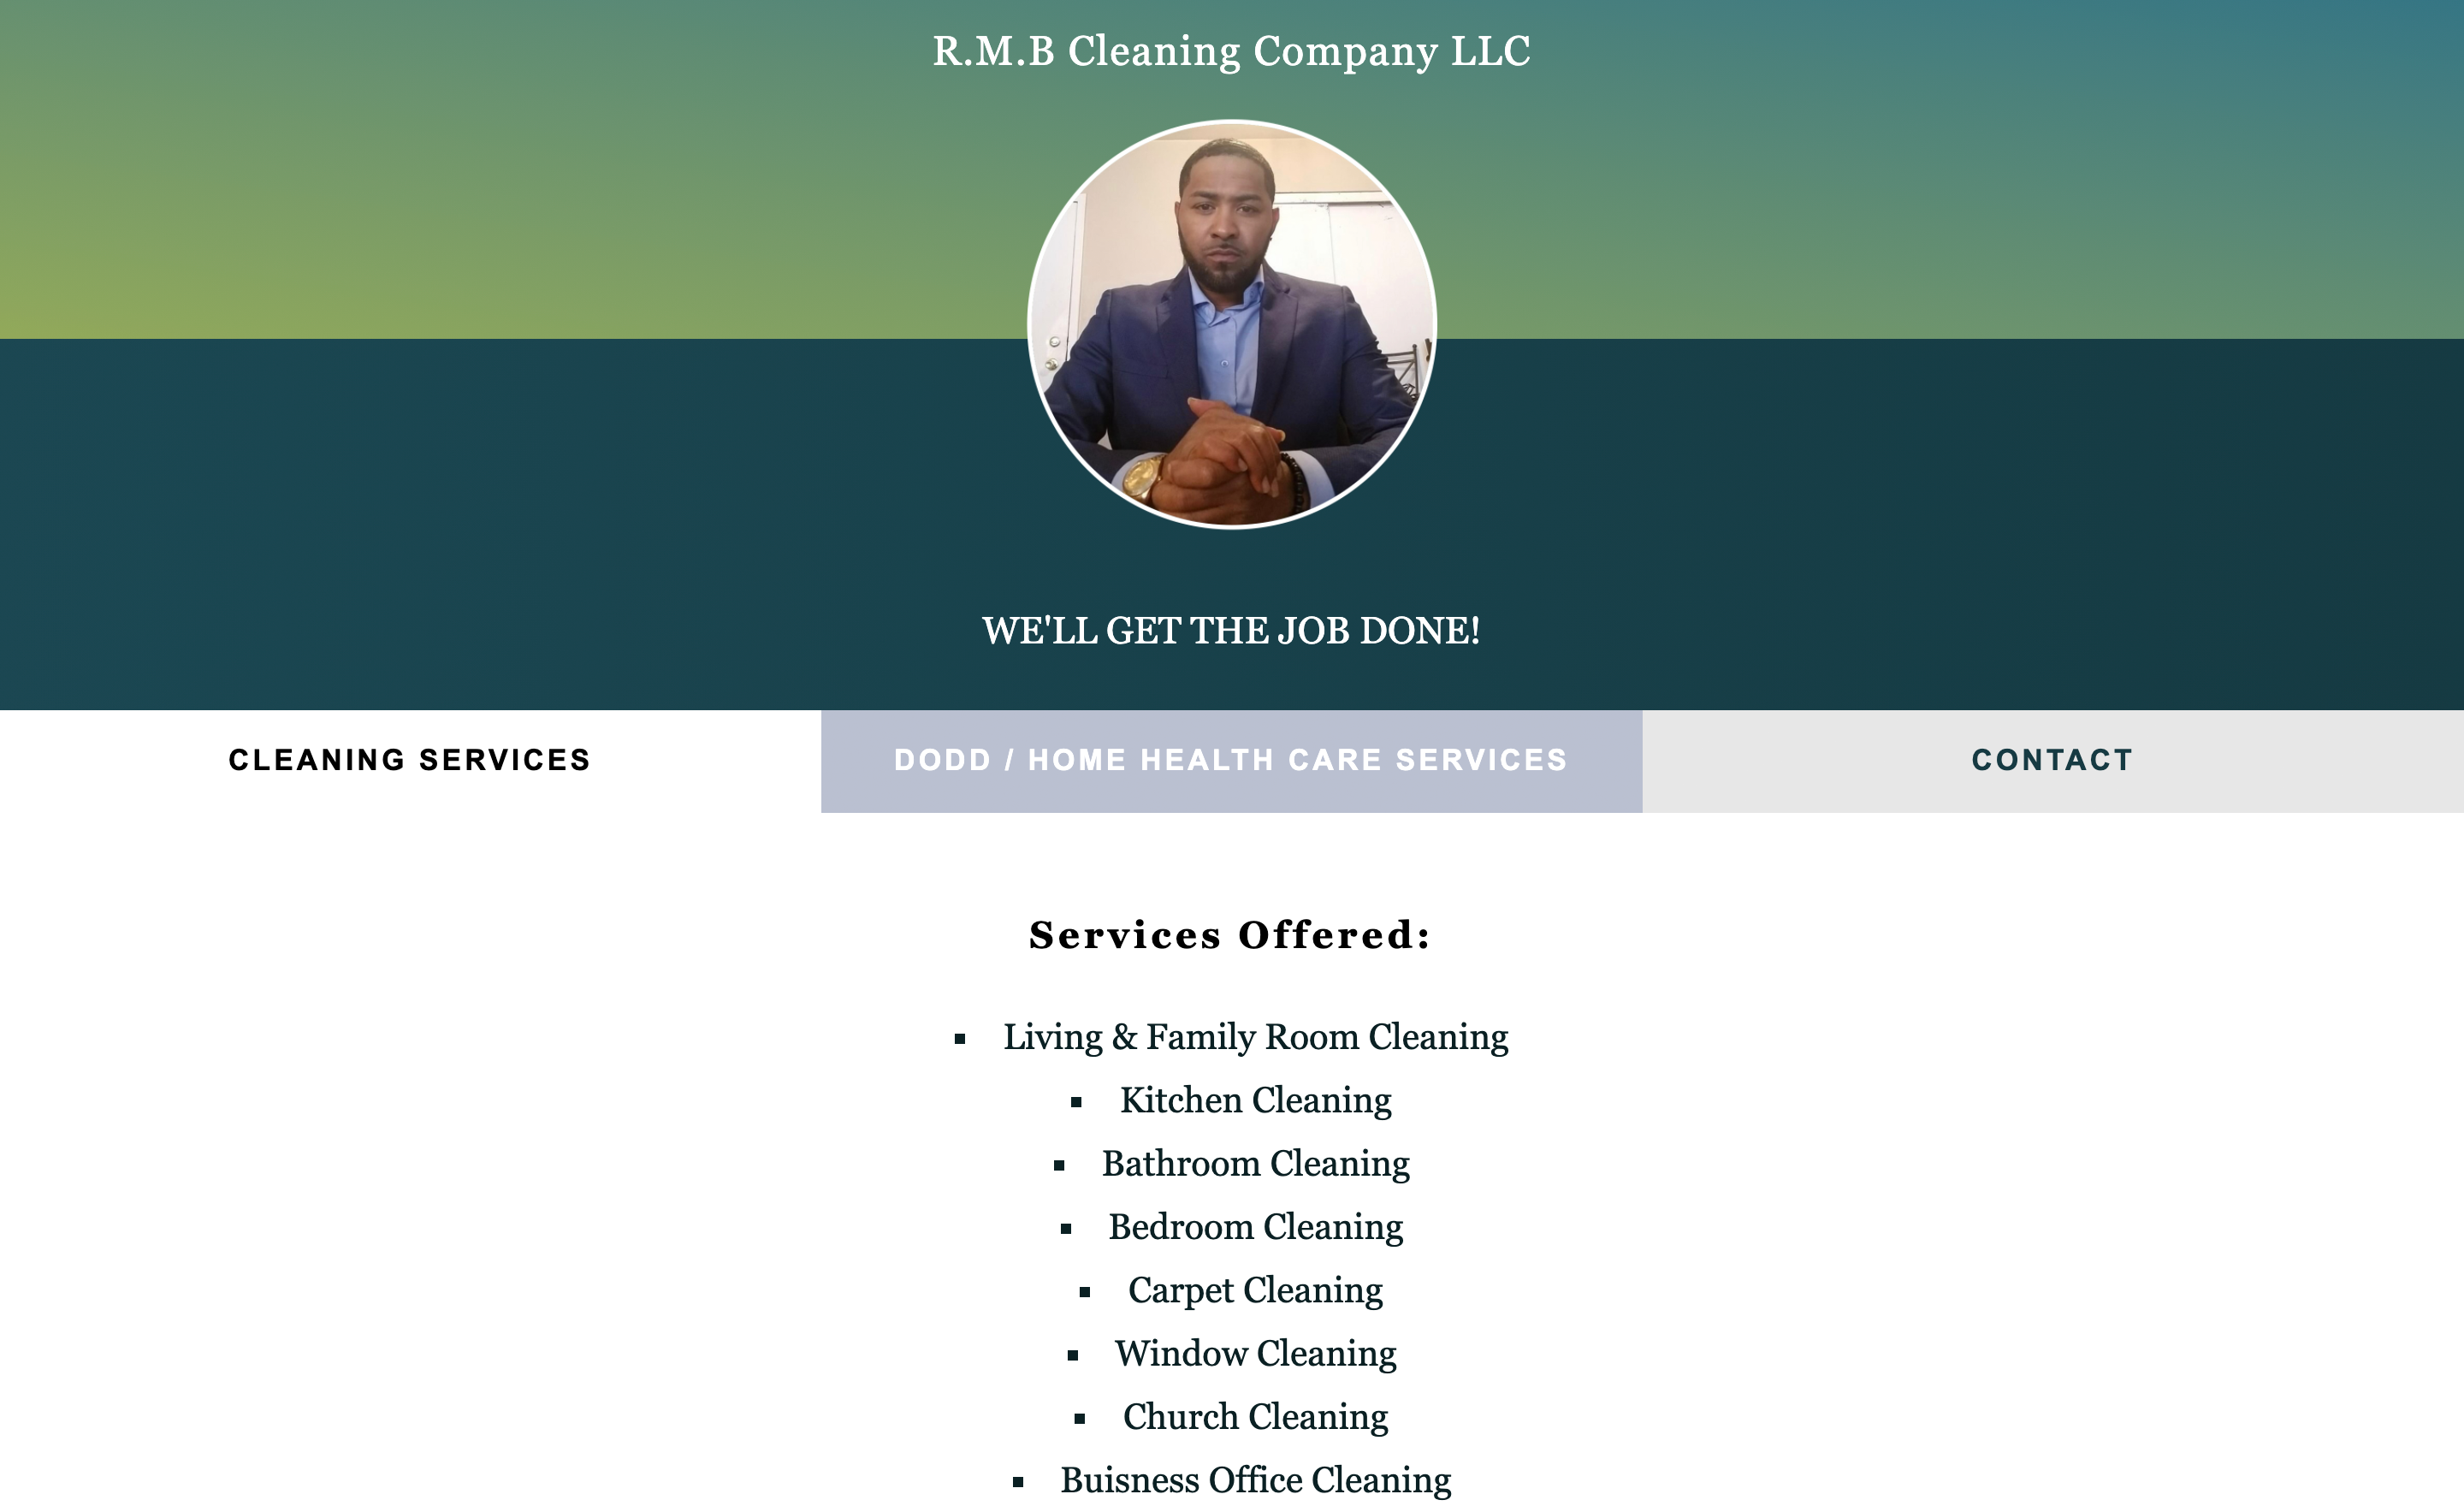 R.M.B Cleaning Company LLC
WE'LL GET THE JOB DONE!
CLEANING SERVICES
DODD / HOME HEALTH CARE SERVICES
CONTACT
Services Offered:
▪ Living & Family Room Cleaning
▪ Kitchen Cleaning
▪ Bathroom Cleaning
▪ Bedroom Cleaning
▪ Carpet Cleaning
▪ Window Cleaning
▪ Church Cleaning
▪ Buisness Office Cleaning